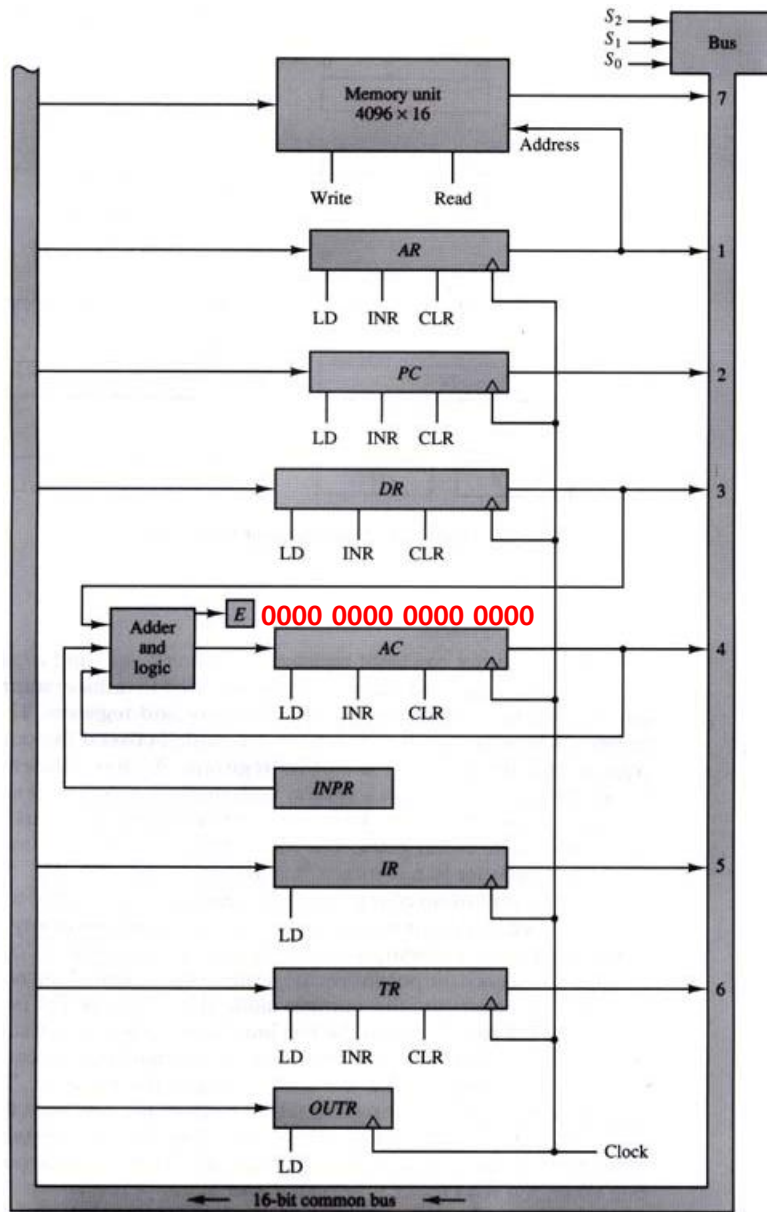 S₂
S₁
S₀
Bus
Memory unit
4096 × 16
7
Address
Write Read
AR
1
LD INR CLR
PC
2
LD INR CLR
DR
3
LD INR CLR
E 0000 0000 0000 0000
Adder
and
logic
AC
4
LD INR CLR
INPR
IR
5
LD
TR
6
LD INR CLR
OUTR
LD
Clock
16-bit common bus